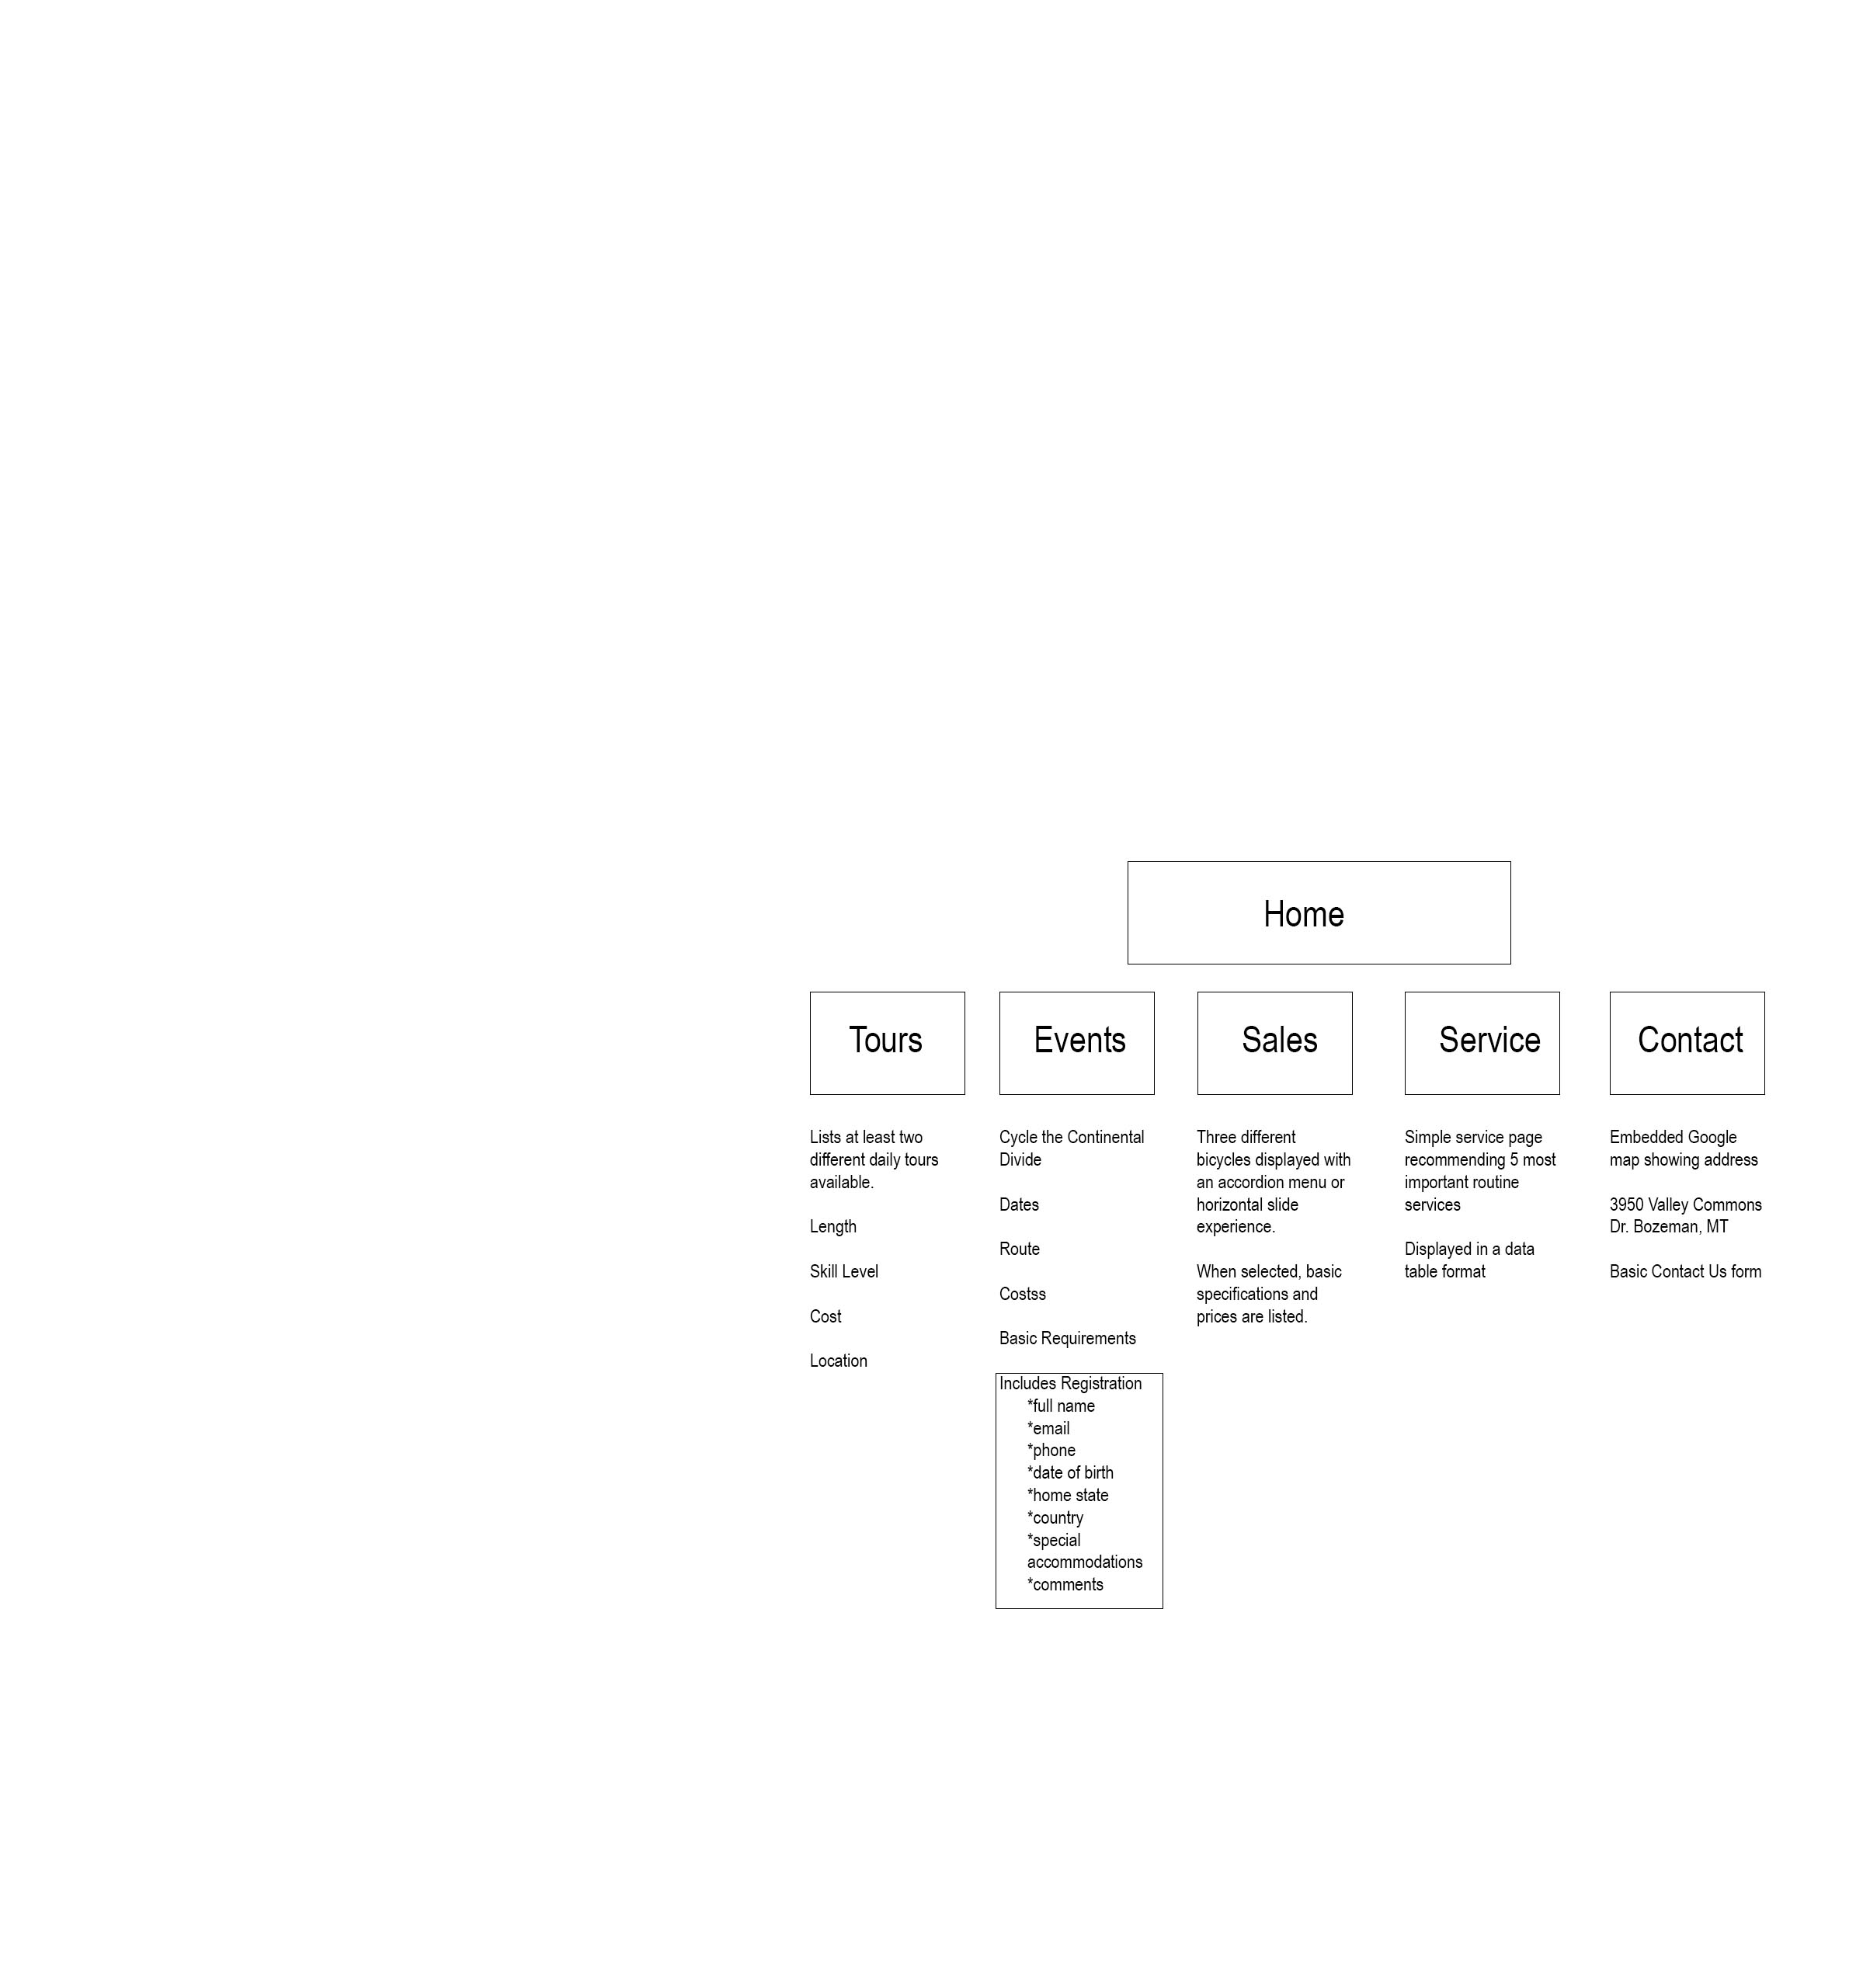 Home
Tours
Events
Sales
Service
Contact
Lists at least two
different daily tours
available.
Length
Skill Level
Cost
Location
Cycle the Continental
Divide
Dates
Route
Costss
Basic Requirements
Includes Registration
*full name
*email
*phone
*date of birth
*home state
*country
*special
accommodations
*comments
Three different
bicycles displayed with
an accordion menu or
horizontal slide
experience.
When selected, basic
specifications and
prices are listed.
Simple service page
recommending 5 most
important routine
services
Displayed in a data
table format
Embedded Google
map showing address
3950 Valley Commons
Dr. Bozeman, MT
Basic Contact Us form